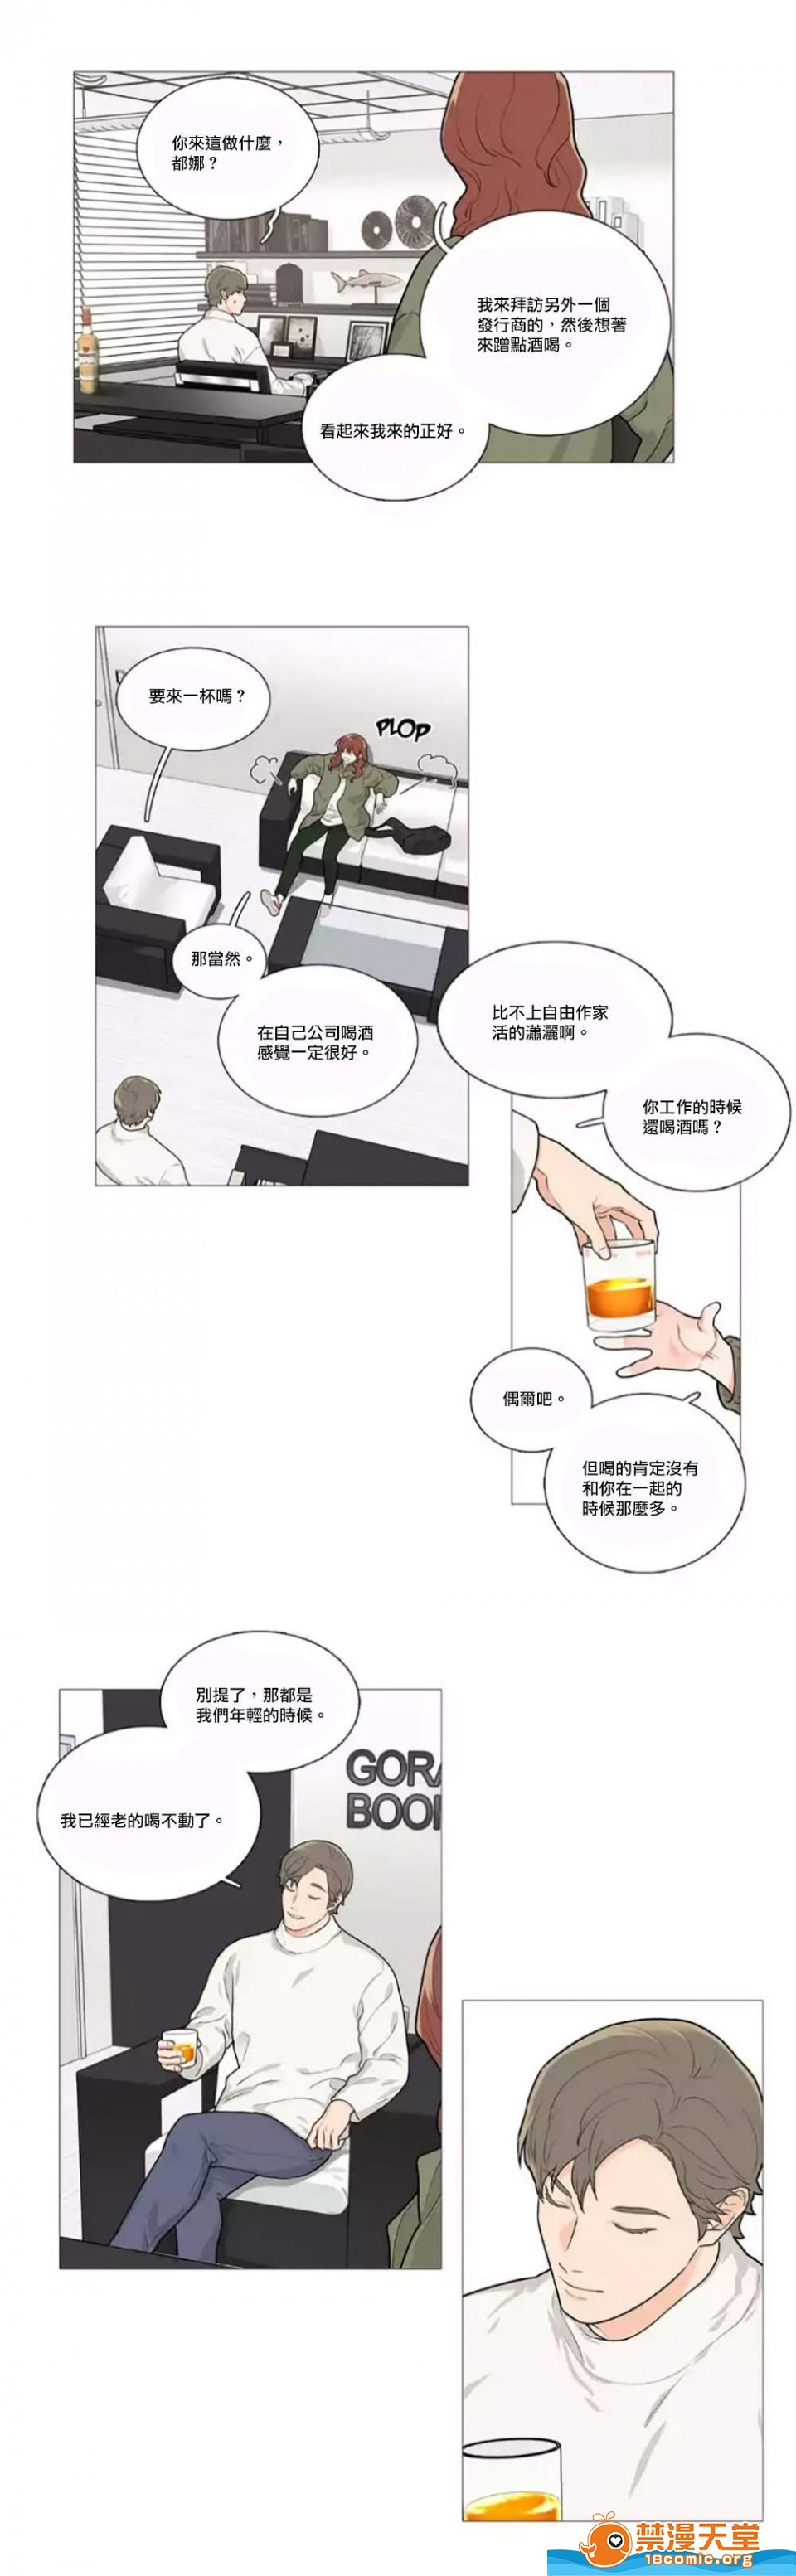 你來這做什麼，
都娜？
我來拜訪另外一個
發行商的，然後想著
來蹭點酒喝。
看起來我來的正好。
要來一杯嗎？
PLOP
那當然。
在自己公司喝酒
感覺一定很好。
比不上自由作家
活的瀟灑啊。
你工作的時候
還喝酒嗎？
偶爾吧。
但喝的肯定沒有
和你在一起的
時候那麼多。
別提了，那都是
我們年輕的時候。
我已經老的喝不動了。
GORA
BOO
禁漫天堂
18comic.org